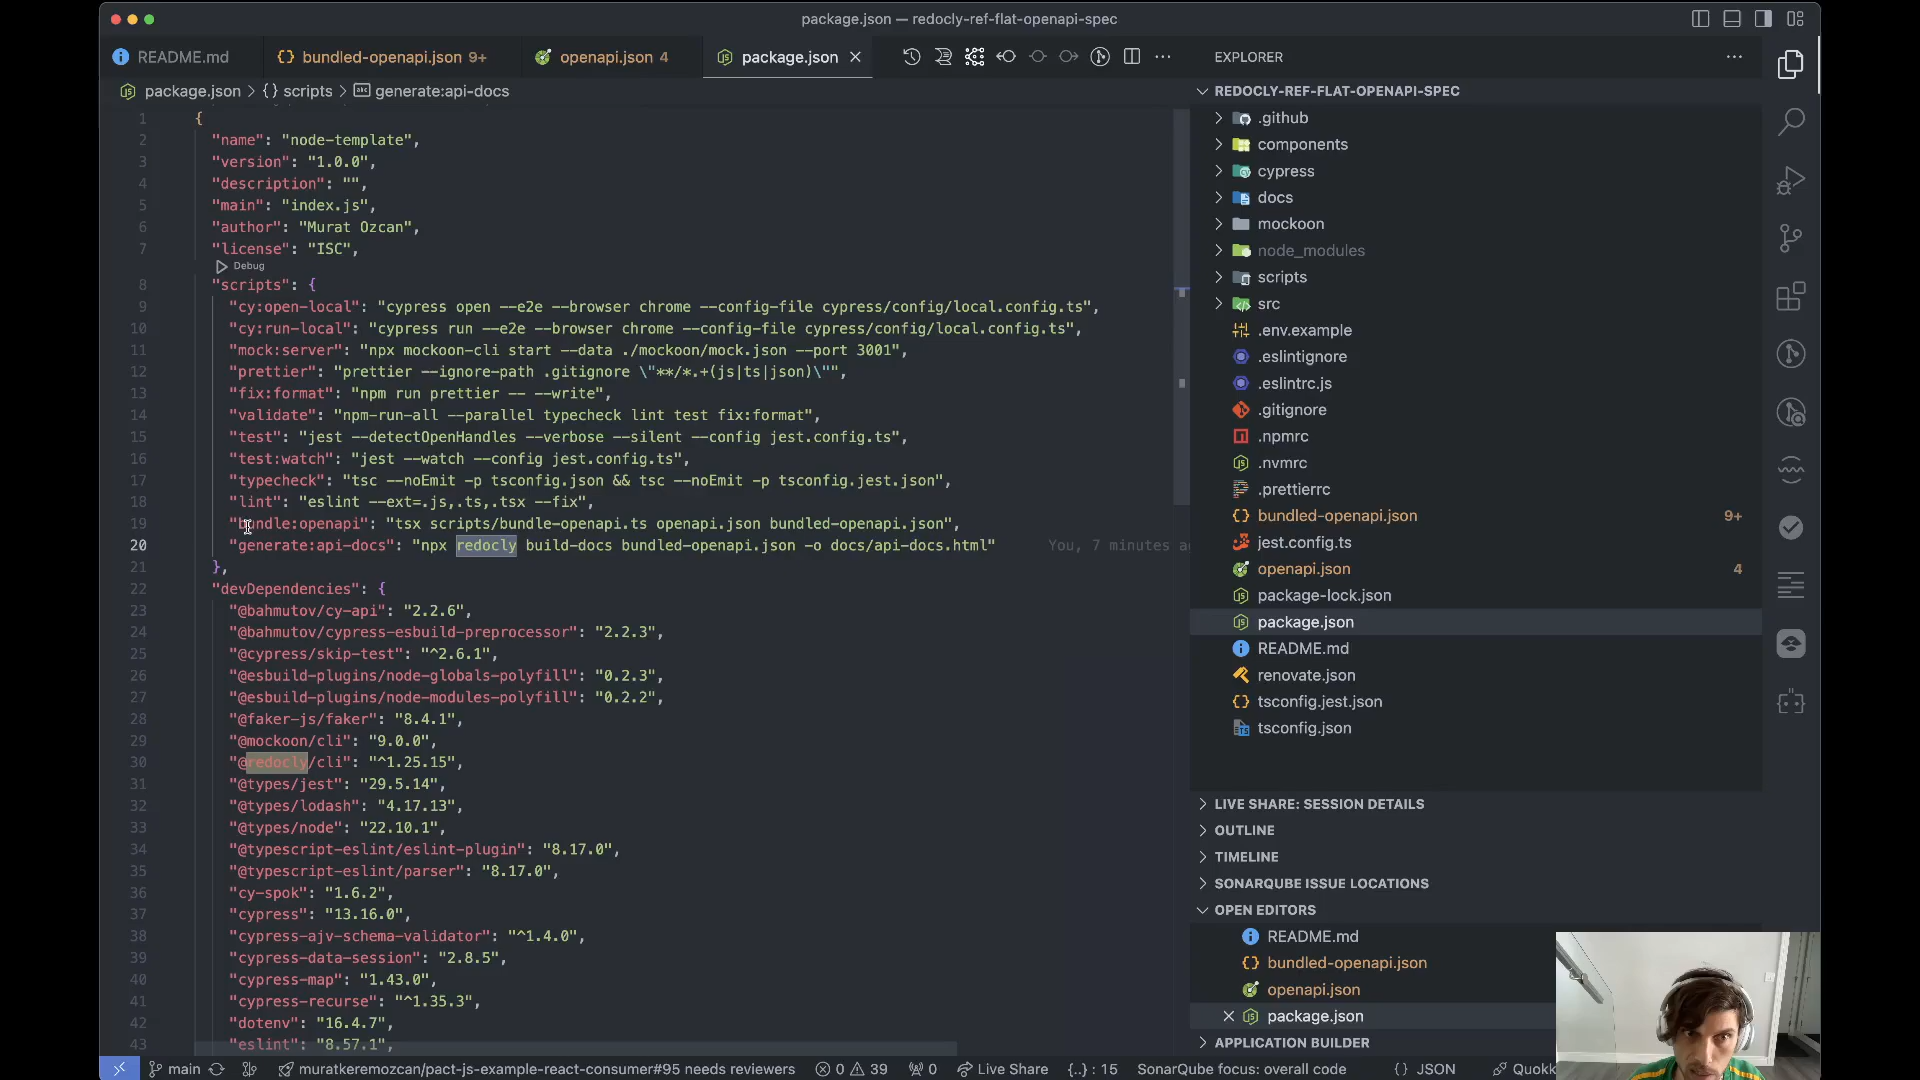 package.json — redocly-ref-flat-openapi-spec
README.md
bundled-openapi.json 9+
openapi.json 4
package.json
package.json > {} scripts > generate:api-docs
1 {
2 "name": "node-template",
3 "version": "1.0.0",
4 "description": "",
5 "main": "index.js",
6 "author": "Murat Ozcan",
7 "license": "ISC",
Debug
8 "scripts": {
9 "cy:open-local": "cypress open --e2e --browser chrome --config-file cypress/config/local.config.ts",
10 "cy:run-local": "cypress run --e2e --browser chrome --config-file cypress/config/local.config.ts",
11 "mock:server": "npx mockoon-cli start --data ./mockoon/mock.json --port 3001",
12 "prettier": "prettier --ignore-path .gitignore \"**/*.+(js|ts|json)\"",
13 "fix:format": "npm run prettier -- --write",
14 "validate": "npm-run-all --parallel typecheck lint test fix:format",
15 "test": "jest --detectOpenHandles --verbose --silent --config jest.config.ts",
16 "test:watch": "jest --watch --config jest.config.ts",
17 "typecheck": "tsc --noEmit -p tsconfig.json && tsc --noEmit -p tsconfig.jest.json",
18 "lint": "eslint --ext=.js,.ts,.tsx --fix",
19 "bundle:openapi": "tsx scripts/bundle-openapi.ts openapi.json bundled-openapi.json",
20 "generate:api-docs": "npx redocly build-docs bundled-openapi.json -o docs/api-docs.html" You, 7 minutes a
21 },
22 "devDependencies": {
23 "@bahmutov/cy-api": "2.2.6",
24 "@bahmutov/cypress-esbuild-preprocessor": "2.2.3",
25 "@cypress/skip-test": "^2.6.1",
26 "@esbuild-plugins/node-globals-polyfill": "0.2.3",
27 "@esbuild-plugins/node-modules-polyfill": "0.2.2",
28 "@faker-js/faker": "8.4.1",
29 "@mockoon/cli": "9.0.0",
30 "@redocly/cli": "^1.25.15",
31 "@types/jest": "29.5.14",
32 "@types/lodash": "4.17.13",
33 "@types/node": "22.10.1",
34 "@typescript-eslint/eslint-plugin": "8.17.0",
35 "@typescript-eslint/parser": "8.17.0",
36 "cy-spok": "1.6.2",
37 "cypress": "13.16.0",
38 "cypress-ajv-schema-validator": "^1.4.0",
39 "cypress-data-session": "2.8.5",
40 "cypress-map": "1.43.0",
41 "cypress-recurse": "^1.35.3",
42 "dotenv": "16.4.7",
43 "eslint": "8.57.1",
EXPLORER
REDOCLY-REF-FLAT-OPENAPI-SPEC
.github
components
cypress
docs
mockoon
node_modules
scripts
src
.env.example
.eslintignore
.eslintrc.js
.gitignore
.npmrc
.nvmrc
.prettierrc
bundled-openapi.json 9+
jest.config.ts
openapi.json 4
package-lock.json
package.json
README.md
renovate.json
tsconfig.jest.json
tsconfig.json
LIVE SHARE: SESSION DETAILS
OUTLINE
TIMELINE
SONARQUBE ISSUE LOCATIONS
OPEN EDITORS
README.md
bundled-openapi.json
openapi.json
package.json
APPLICATION BUILDER
main muratkeremozcan/pact-js-example-react-consumer#95 needs reviewers 0 39 0 Live Share {..} : 15 SonarQube focus: overall code {} JSON Quokk